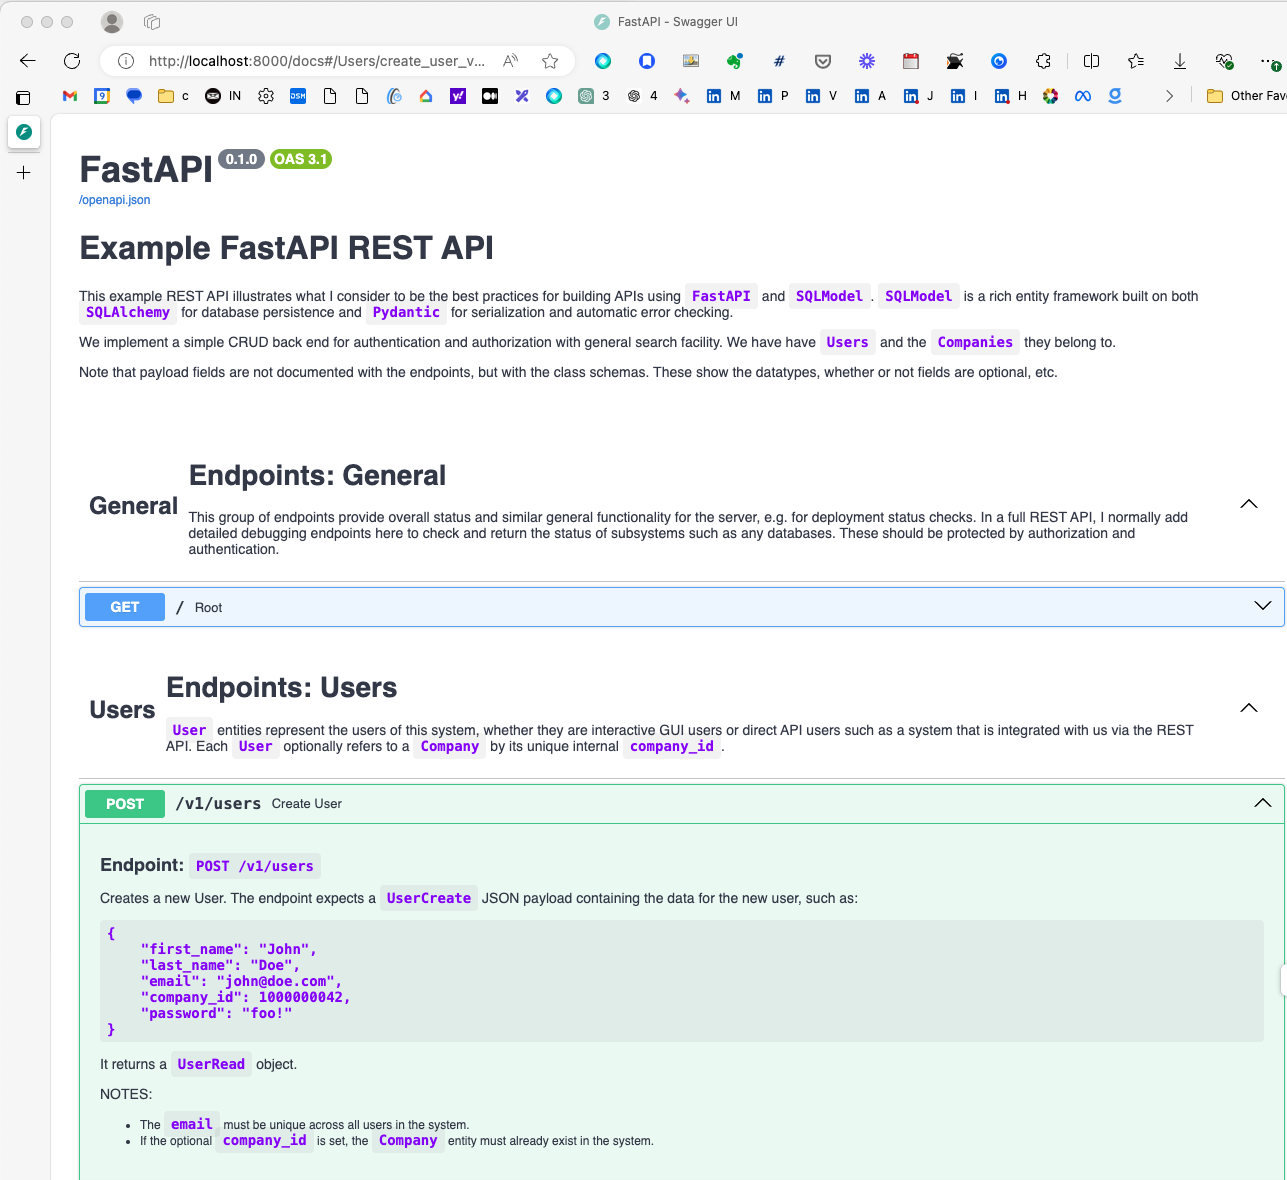 FastAPI - Swagger UI
http://localhost:8000/docs#/Users/create_user_v...
c IN 3 4 M P V A J I H Other Fav
FastAPI 0.1.0 OAS 3.1
/openapi.json
Example FastAPI REST API
This example REST API illustrates what I consider to be the best practices for building APIs using FastAPI and SQLModel . SQLModel is a rich entity framework built on both
SQLAlchemy for database persistence and Pydantic for serialization and automatic error checking.
We implement a simple CRUD back end for authentication and authorization with general search facility. We have have Users and the Companies they belong to.
Note that payload fields are not documented with the endpoints, but with the class schemas. These show the datatypes, whether or not fields are optional, etc.
General
Endpoints: General
This group of endpoints provide overall status and similar general functionality for the server, e.g. for deployment status checks. In a full REST API, I normally add
detailed debugging endpoints here to check and return the status of subsystems such as any databases. These should be protected by authorization and
authentication.
GET / Root
Users
Endpoints: Users
User entities represent the users of this system, whether they are interactive GUI users or direct API users such as a system that is integrated with us via the REST
API. Each User optionally refers to a Company by its unique internal company_id .
POST /v1/users Create User
Endpoint: POST /v1/users
Creates a new User. The endpoint expects a UserCreate JSON payload containing the data for the new user, such as:
{
"first_name": "John",
"last_name": "Doe",
"email": "john@doe.com",
"company_id": 1000000042,
"password": "foo!"
}
It returns a UserRead object.
NOTES:
• The email must be unique across all users in the system.
• If the optional company_id is set, the Company entity must already exist in the system.